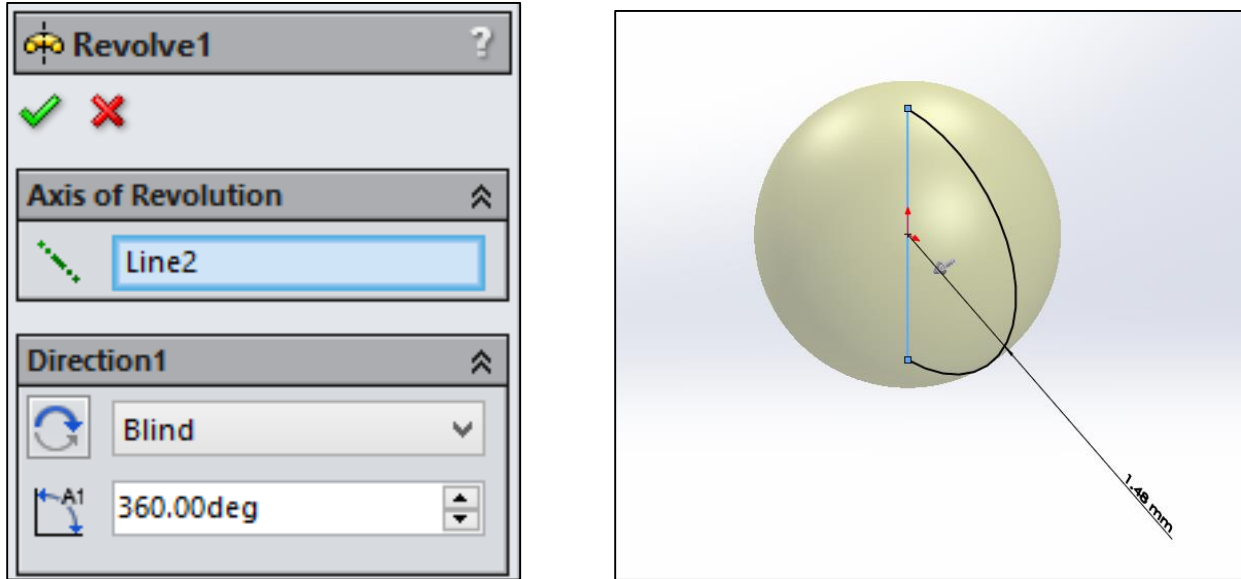 Revolve1
?
Axis of Revolution
Line2
Direction1
Blind
A1
360.00deg
1.48 mm